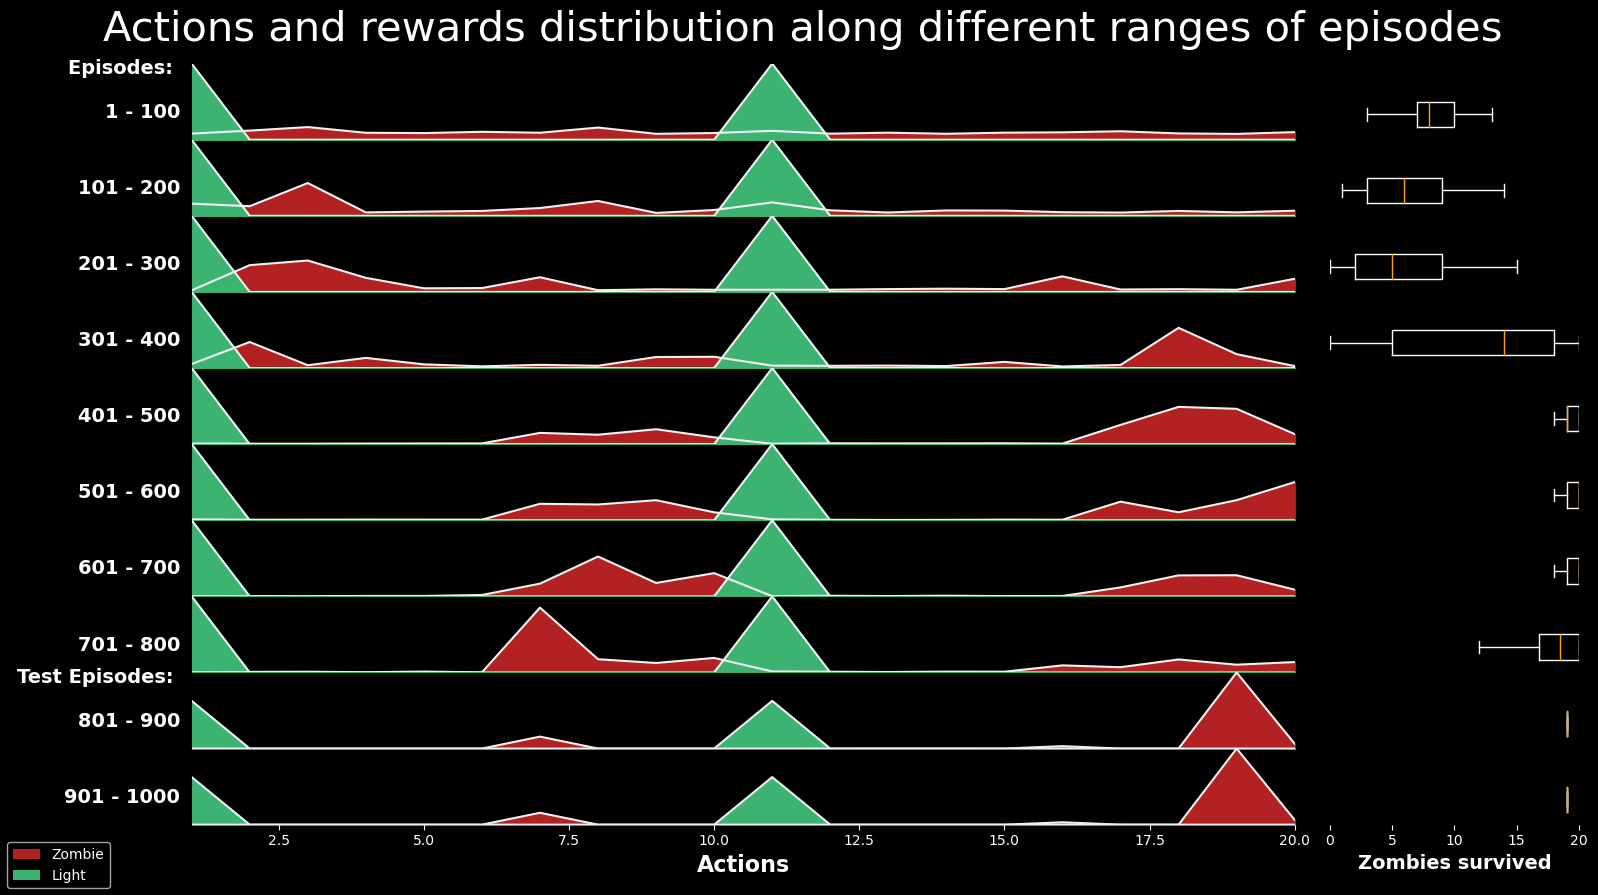 Actions and rewards distribution along different ranges of episodes
Episodes:
1 - 100
101 - 200
201 - 300
301 - 400
401 - 500
501 - 600
601 - 700
701 - 800
Test Episodes:
801 - 900
901 - 1000
2.5 5.0 7.5 10.0 12.5 15.0 17.5 20.0
Actions
0 5 10 15 20
Zombies survived
Zombie
Light